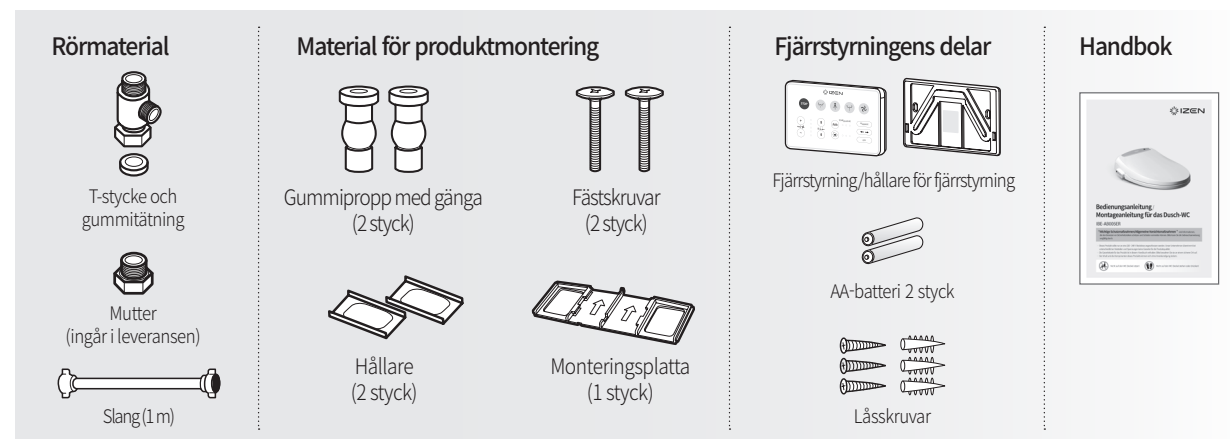 Rörmaterial
T-stycke och
gummitätning
Mutter
(ingår i leveransen)
Slang (1 m)
Material för produktmontering
Gummipropp med gänga
(2 styck)
Fästskruvar
(2 styck)
Hållare
(2 styck)
Monteringsplatta
(1 styck)
Fjärrstyrningens delar
IZEN
STOP
Fjärrstyrning/hållare för fjärrstyrning
AA-batteri 2 styck
Låsskruvar
Handbok
IZEN
Bedienungsanleitung/
Montageanleitung für das Dusch-WC